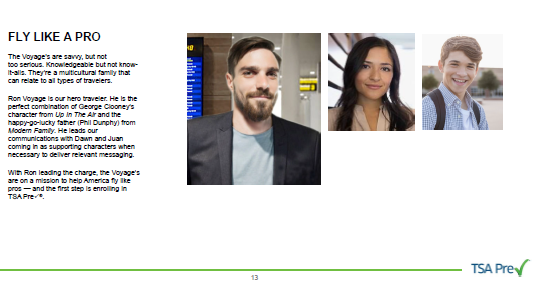 FLY LIKE A PRO
The Voyage's are savvy, but not
too serious. Knowledgeable but not know-
it-alls. They're a multicultural family that
can relate to all types of travelers.
Ron Voyage is our hero traveler. He is the
perfect combination of George Clooney's
character from Up In The Air and the
happy-go-lucky father (Phil Dunphy) from
Modern Family. He leads our
communications with Dawn and Juan
coming in as supporting characters when
necessary to deliver relevant messaging.
With Ron leading the charge, the Voyage's
are on a mission to help America fly like
pros — and the first step is enrolling in
TSA Pre✓®.
TSA Pre✓
13